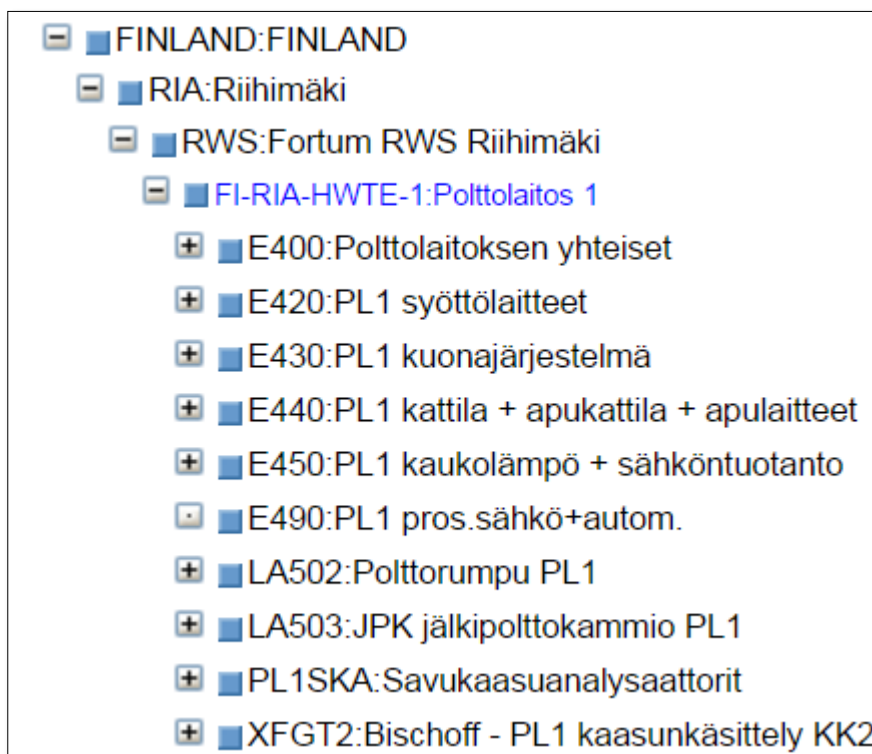 FINLAND:FINLAND
RIA:Riihimäki
RWS:Fortum RWS Riihimäki
FI-RIA-HWTE-1:Polttolaitos 1
E400:Polttolaitoksen yhteiset
E420:PL1 syöttölaitteet
E430:PL1 kuonajärjestelmä
E440:PL1 kattila + apukattila + apulaitteet
E450:PL1 kaukolämpö + sähköntuotanto
E490:PL1 pros.sähkö+autom.
LA502:Polttorumpu PL1
LA503:JPK jälkipolttokammio PL1
PL1SKA:Savukaasuanalysaattorit
XFGT2:Bischoff - PL1 kaasunkäsittely KK2